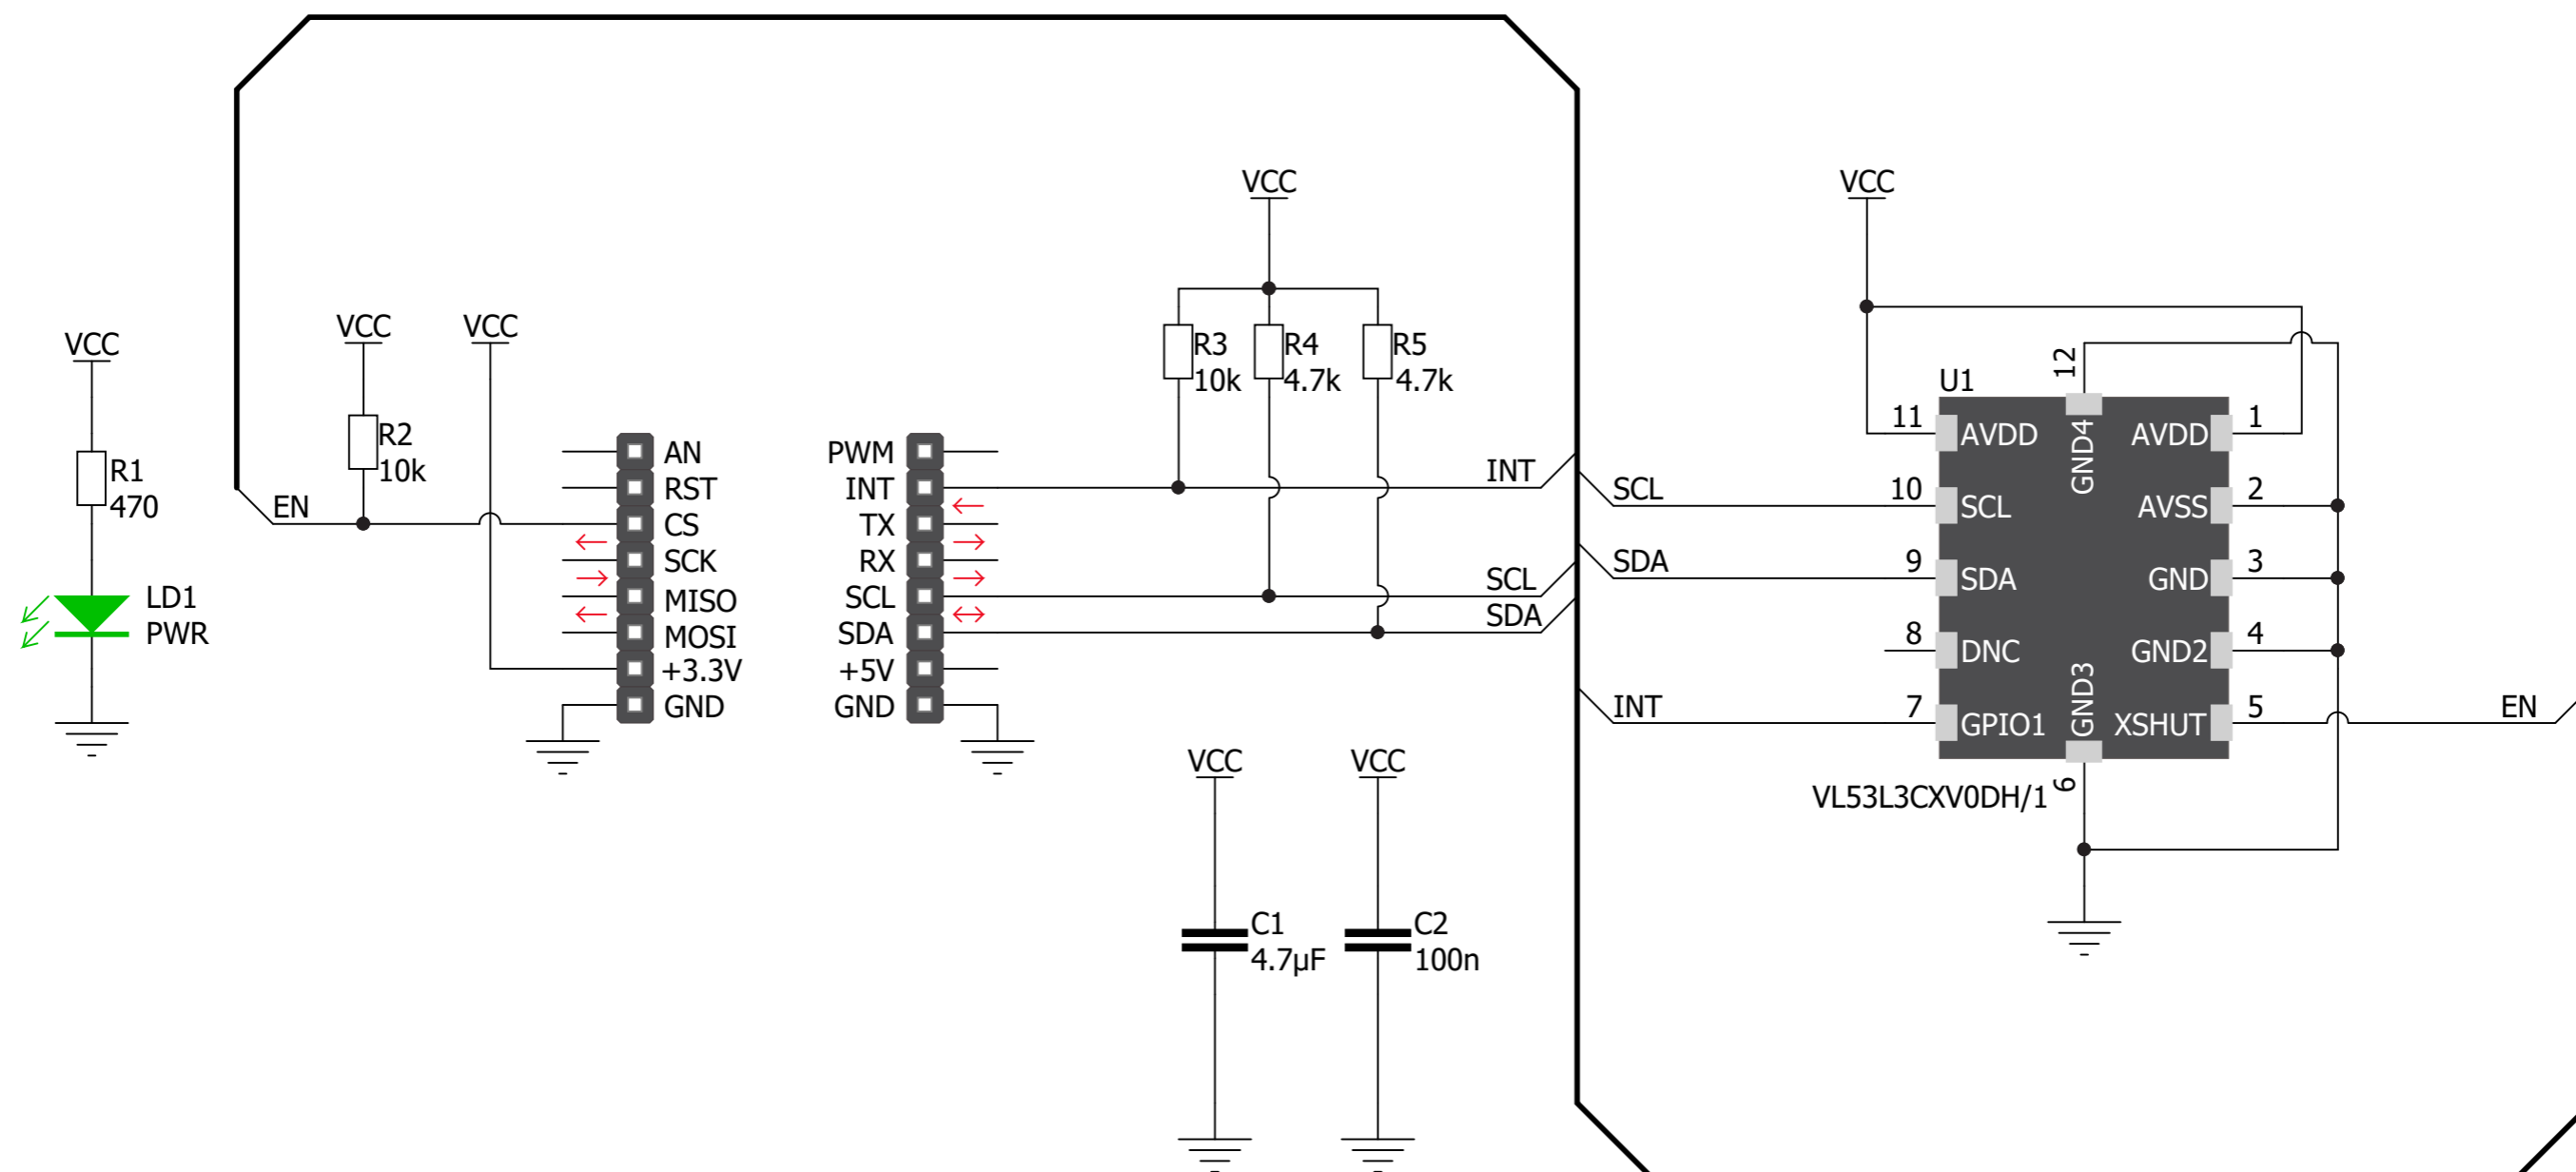 VCC
R1
470
LD1
PWR
VCC
R2
10k
EN
VCC
AN
RST
CS
SCK
MISO
MOSI
+3.3V
GND
PWM
INT
TX
RX
SCL
SDA
+5V
GND
VCC
R3
10k
R4
4.7k
R5
4.7k
INT
SCL
SDA
VCC
C1
4.7µF
VCC
C2
100n
SCL
SDA
INT
VCC
U1
11
AVDD
10
SCL
9
SDA
8
DNC
7
GPIO1
12
GND4
GND3
6
AVDD
1
AVSS
2
GND
3
GND2
4
XSHUT
5
EN
VL53L3CXV0DH/1